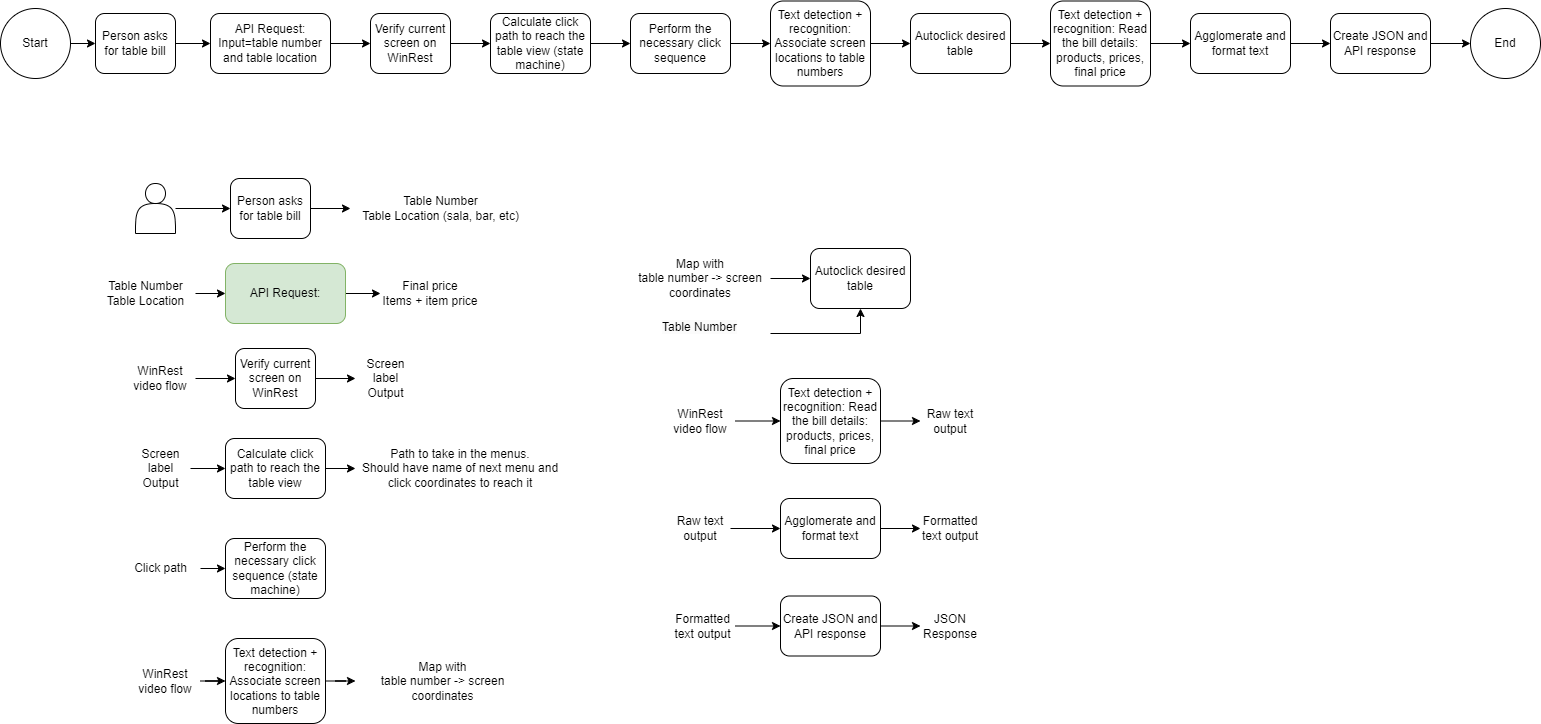 Start
Person asks
for table bill
API Request:
Input=table number
and table location
Verify current
screen on
WinRest
Calculate click
path to reach the
table view (state
machine)
Perform the
necessary click
sequence
Text detection +
recognition:
Associate screen
locations to table
numbers
Autoclick desired
table
Text detection +
recognition: Read
the bill details:
products, prices,
final price
Agglomerate and
format text
Create JSON and
API response
End
Person asks
for table bill
Table Number
Table Location (sala, bar, etc)
Table Number
Table Location
API Request:
Final price
Items + item price
WinRest
video flow
Verify current
screen on
WinRest
Screen
label
Output
Screen
label
Output
Calculate click
path to reach the
table view
Path to take in the menus.
Should have name of next menu and
click coordinates to reach it
Click path
Perform the
necessary click
sequence (state
machine)
WinRest
video flow
Text detection +
recognition:
Associate screen
locations to table
numbers
Map with
table number -> screen
coordinates
Map with
table number -> screen
coordinates
Autoclick desired
table
Table Number
WinRest
video flow
Text detection +
recognition: Read
the bill details:
products, prices,
final price
Raw text
output
Raw text
output
Agglomerate and
format text
Formatted
text output
Formatted
text output
Create JSON and
API response
JSON
Response